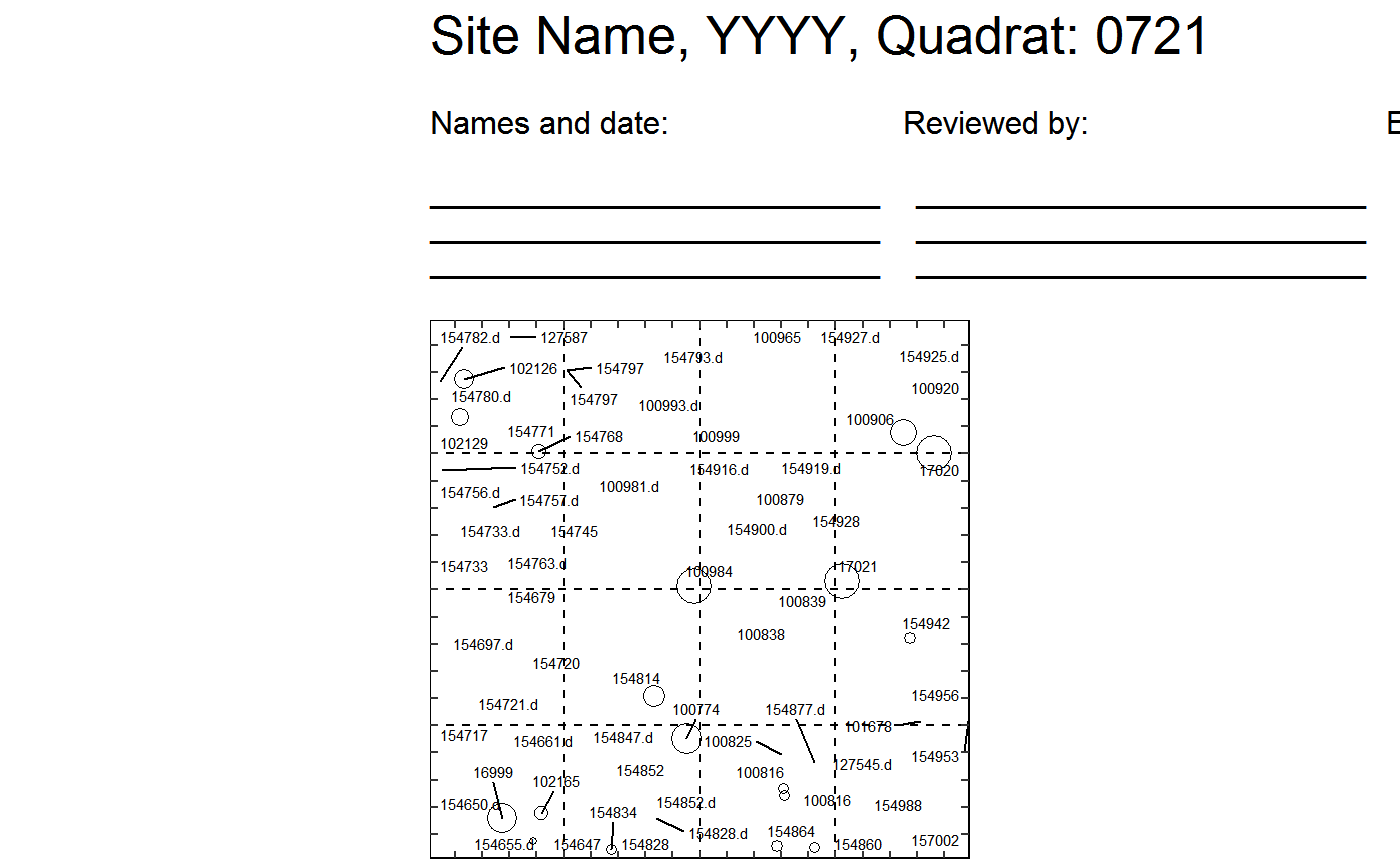 Site Name, YYYY, Quadrat: 0721
Names and date: Reviewed by: E
154782.d 127587 100965 154927.d
154793.d 154925.d
102126 154797
100920
154780.d 154797
100993.d
100906
154771 154768 100999
102129
154752.d 154916.d 154919.d 17020
100981.d
154756.d 154757.d 100879
154928
154733.d 154745 154900.d
154733 154763.d 100984 17021
154679 100839
154942
100838
154697.d
154720
154814
154956
154721.d 100774 154877.d
101678
154717 154661.d 154847.d 100825
154953
127545.d
16999 154852 100816
102165
154650.d 154852.d 100816 154988
154834
154828.d 154864
154655.d 154647 154828 154860 157002